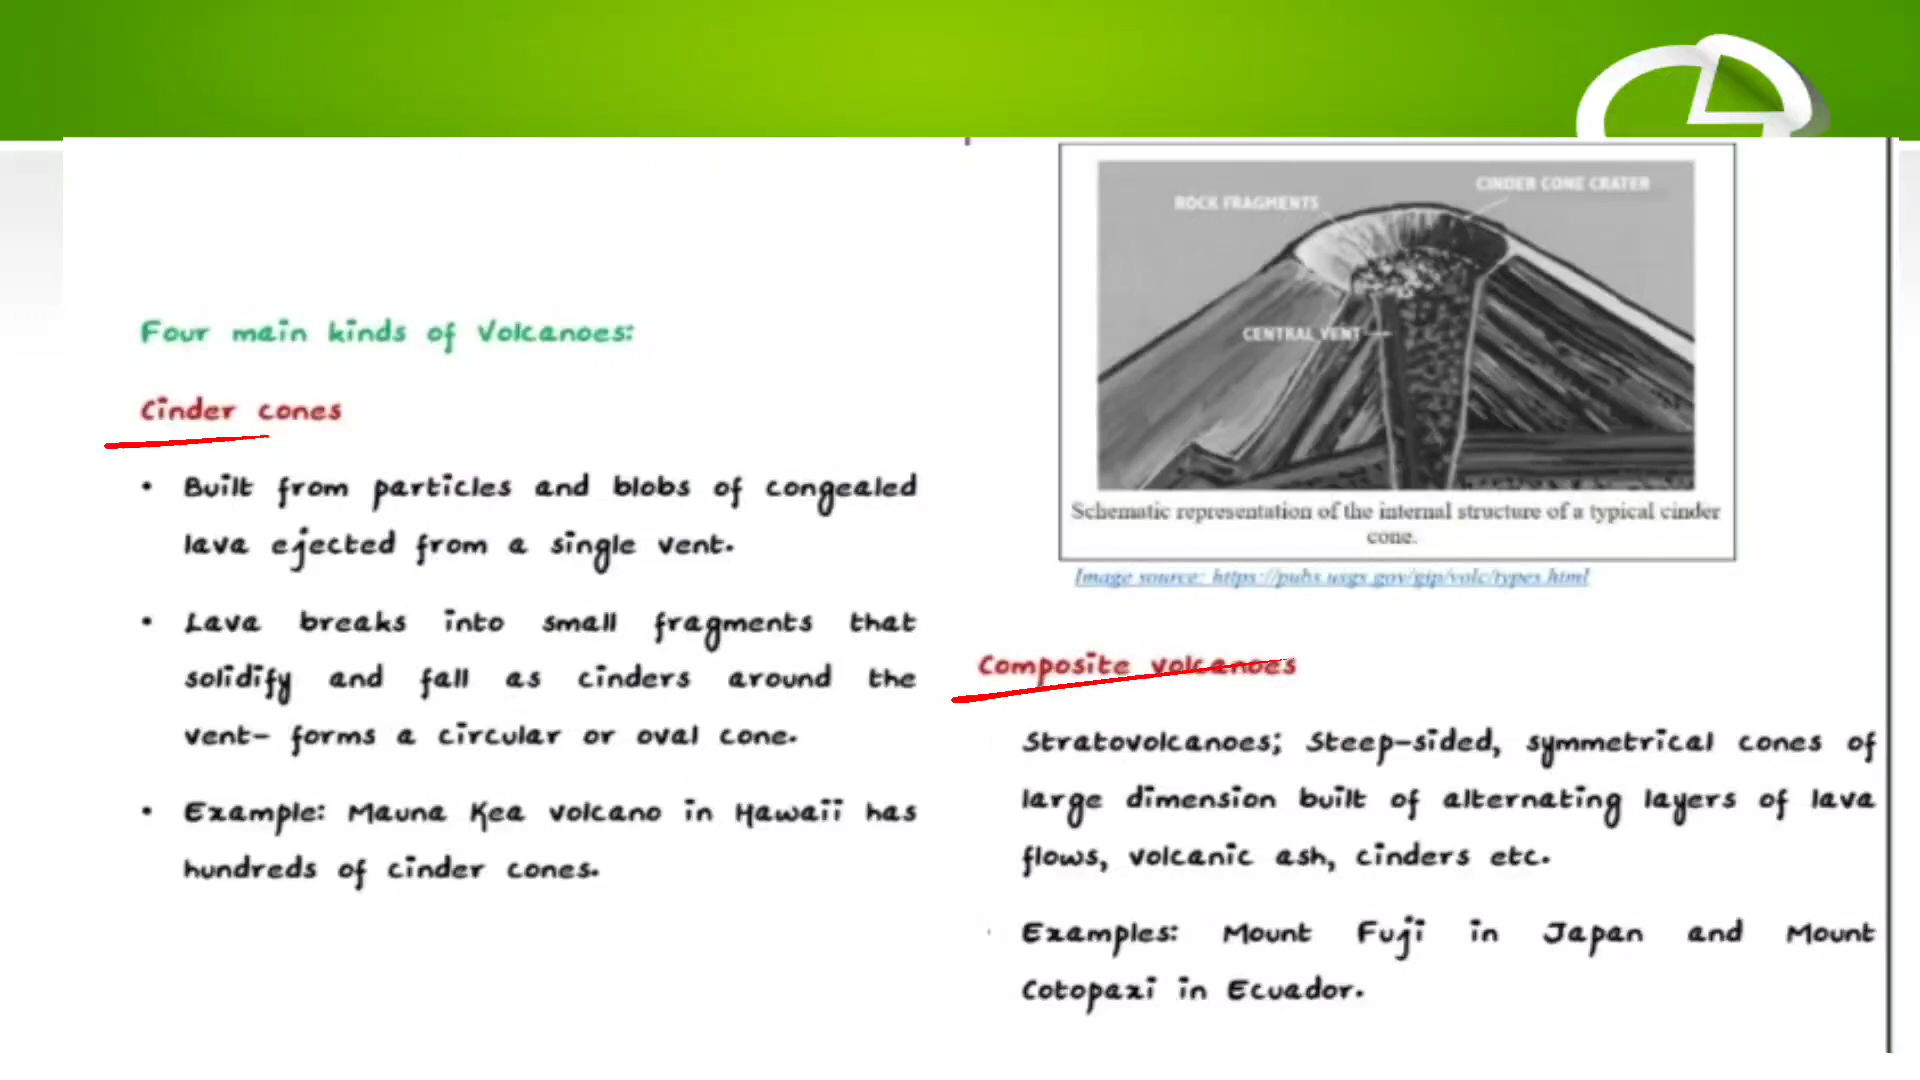 Four main kinds of Volcanoes:
Cinder cones
• Built from particles and blobs of congealed
lava ejected from a single vent.
• Lava breaks into small fragments that
solidify and fall as cinders around the
vent- forms a circular or oval cone.
• Example: Mauna Kea volcano in Hawaii has
hundreds of cinder cones.
CINDER CONE CRATER
ROCK FRAGMENTS
CENTRAL VENT
Schematic representation of the internal structure of a typical cinder
cone.
Image source: https://pubs.usgs.gov/gip/volc/types.html
Composite volcanoes
Stratovolcanoes; Steep-sided, symmetrical cones of
large dimension built of alternating layers of lava
flows, volcanic ash, cinders etc.
Examples: Mount Fuji in Japan and Mount
Cotopaxi in Ecuador.